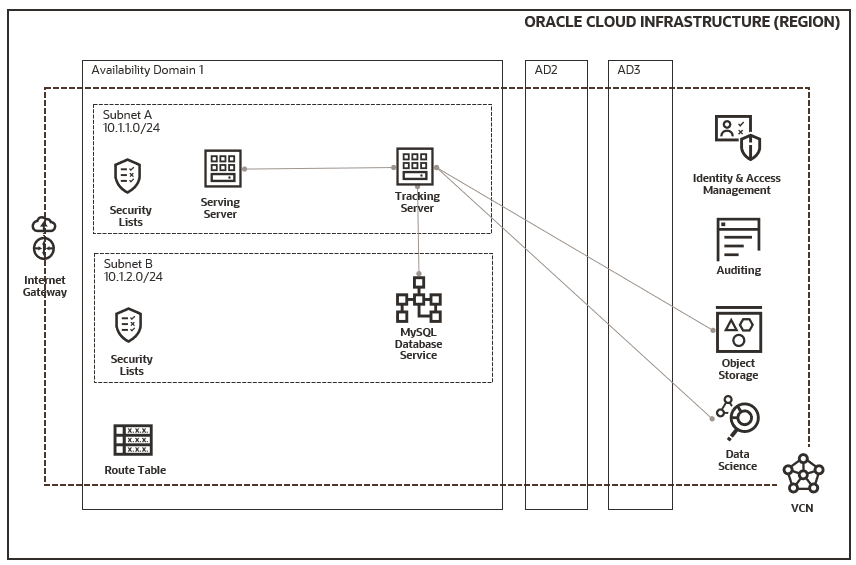 ORACLE CLOUD INFRASTRUCTURE (REGION)
Availability Domain 1
AD2
AD3
Subnet A
10.1.1.0/24
Security
Lists
Serving
Server
Tracking
Server
Identity & Access
Management
Internet
Gateway
Subnet B
10.1.2.0/24
Security
Lists
MySQL
Database
Service
Auditing
Object
Storage
X.X.X.
X.X.X.
X.X.X.
Route Table
Data
Science
VCN